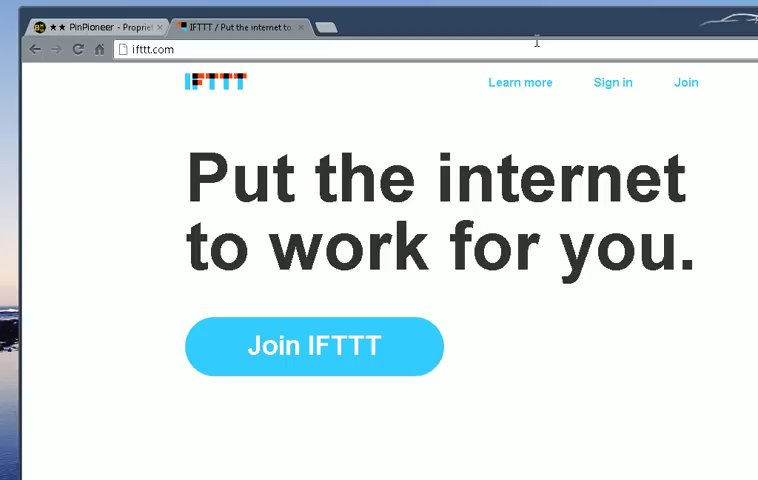 ★★ PinPioneer - Propriet
IFTTT / Put the internet to
ifttt.com
IFTTT
Learn more
Sign in
Join
Put the internet
to work for you.
Join IFTTT